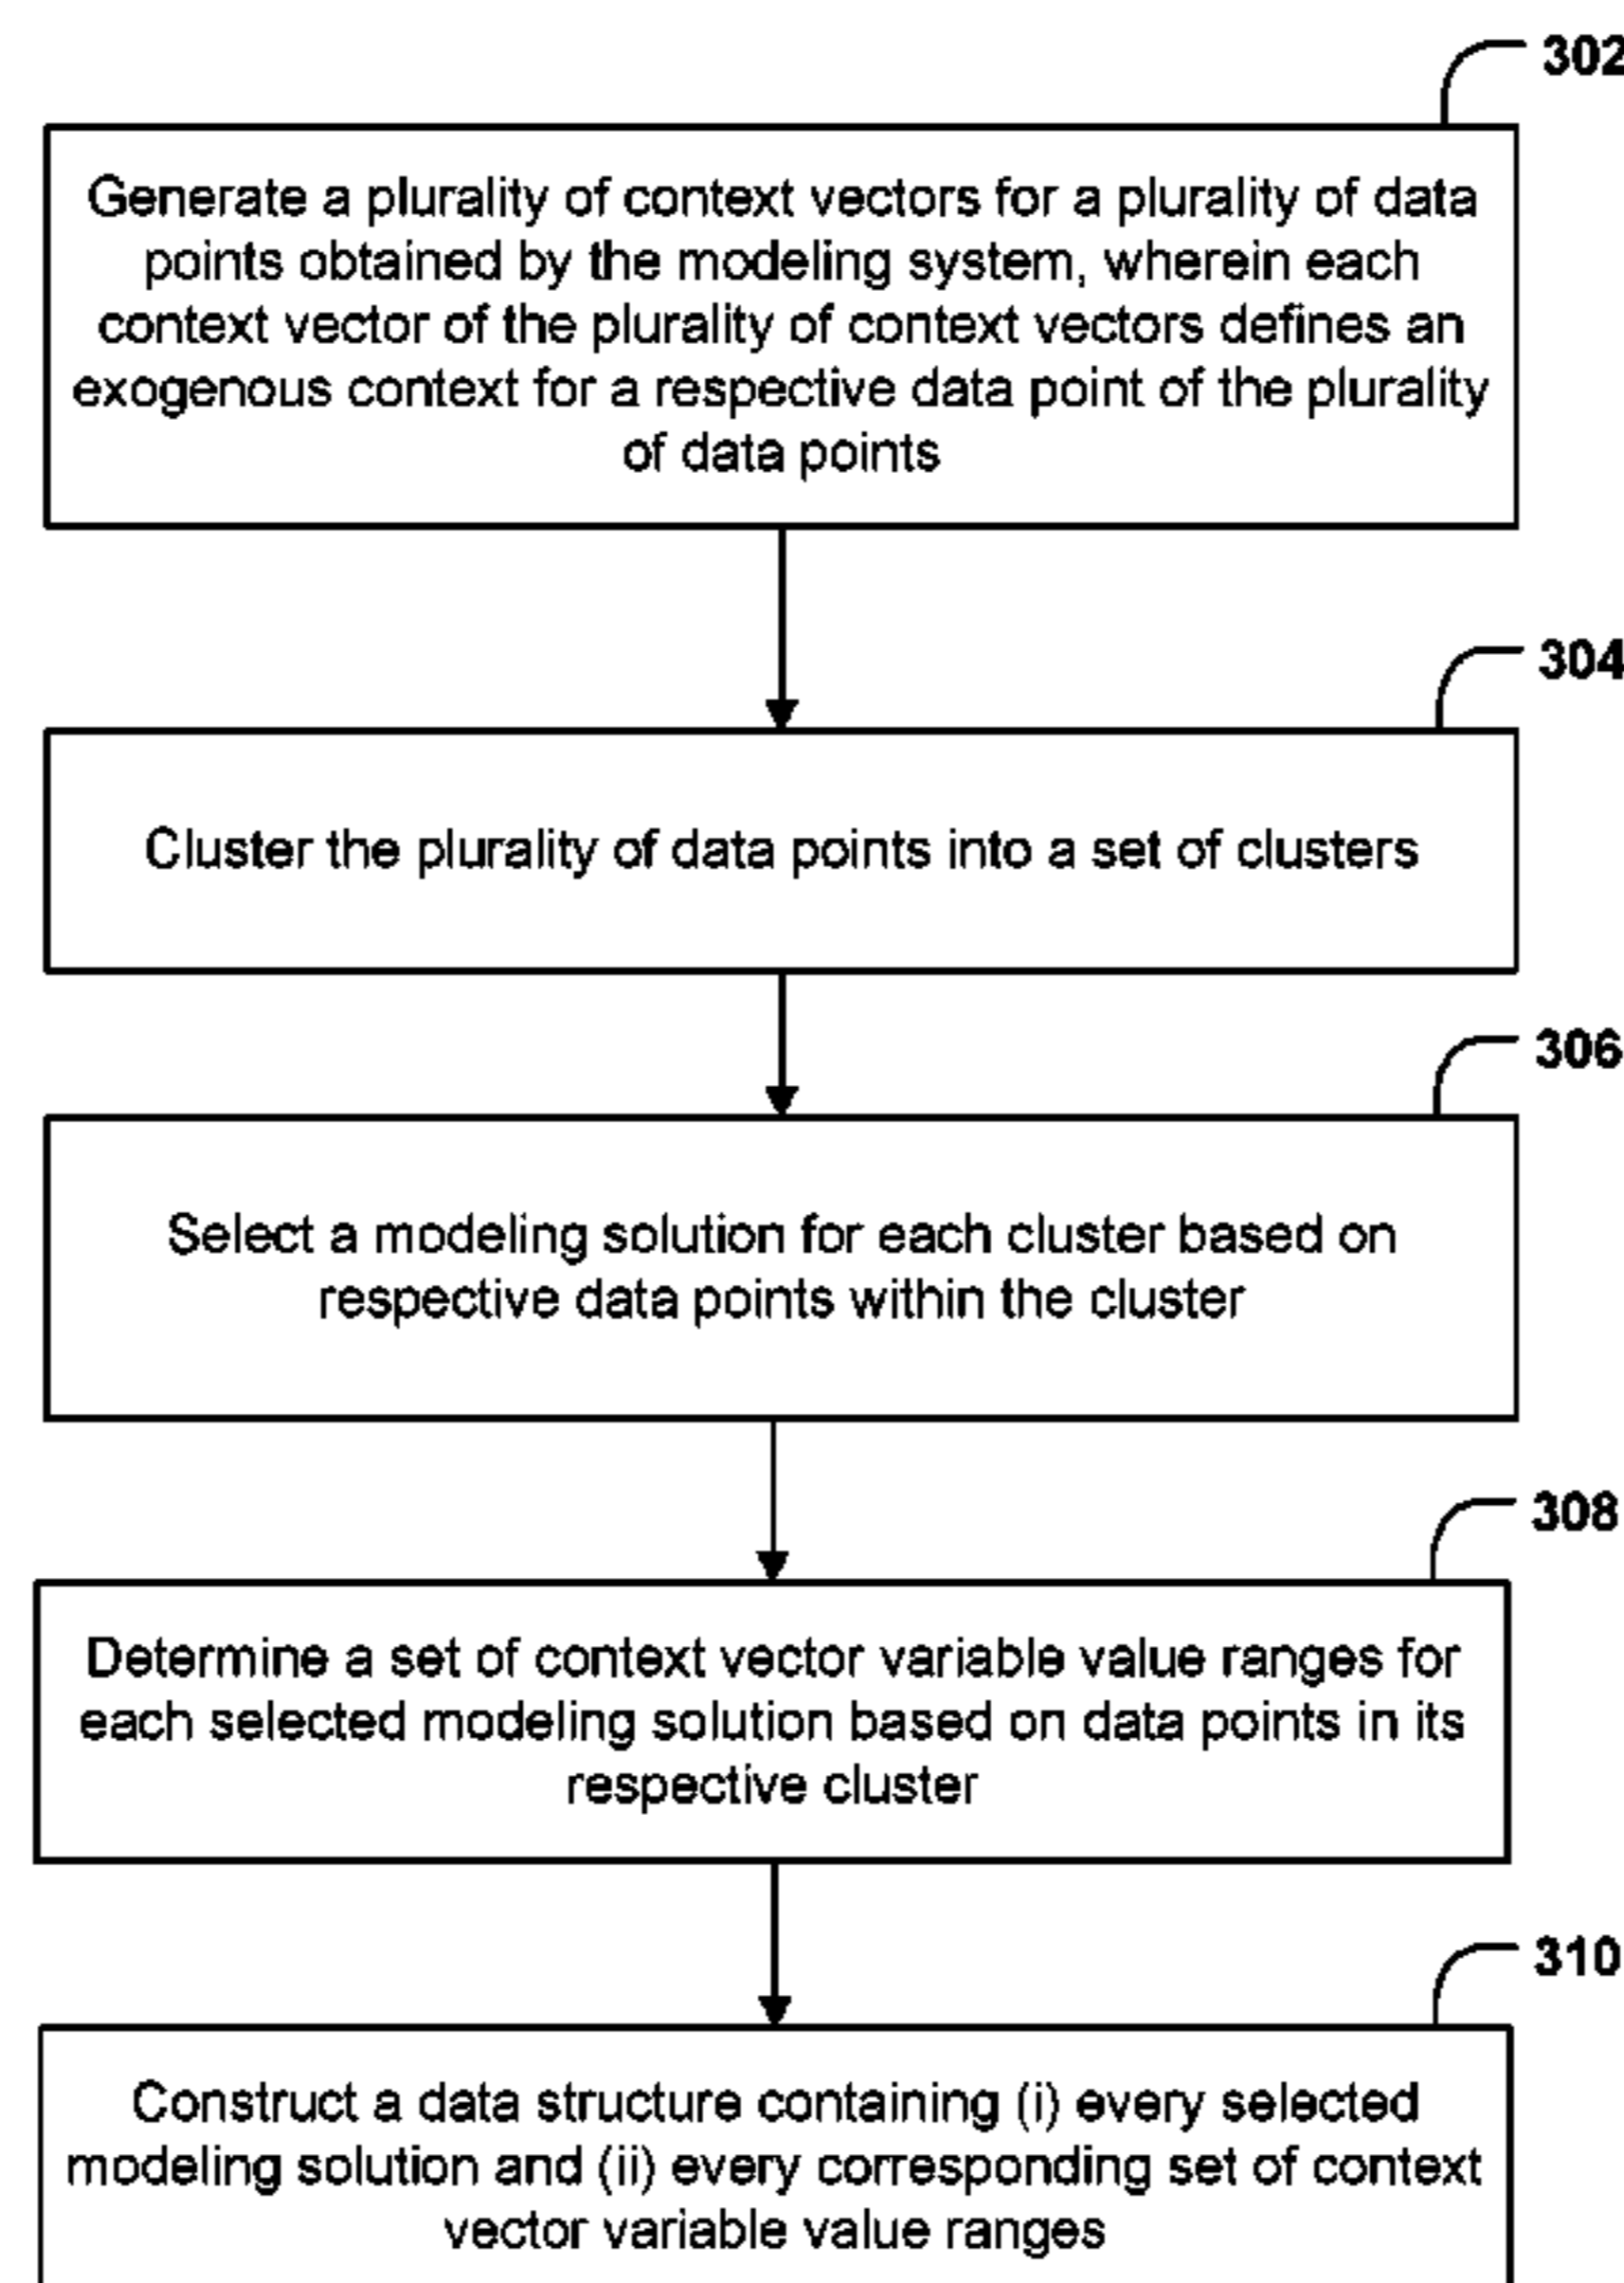 302
Generate a plurality of context vectors for a plurality of data
points obtained by the modeling system, wherein each
context vector of the plurality of context vectors defines an
exogenous context for a respective data point of the plurality
of data points
304
Cluster the plurality of data points into a set of clusters
306
Select a modeling solution for each cluster based on
respective data points within the cluster
308
Determine a set of context vector variable value ranges for
each selected modeling solution based on data points in its
respective cluster
310
Construct a data structure containing (i) every selected
modeling solution and (ii) every corresponding set of context
vector variable value ranges